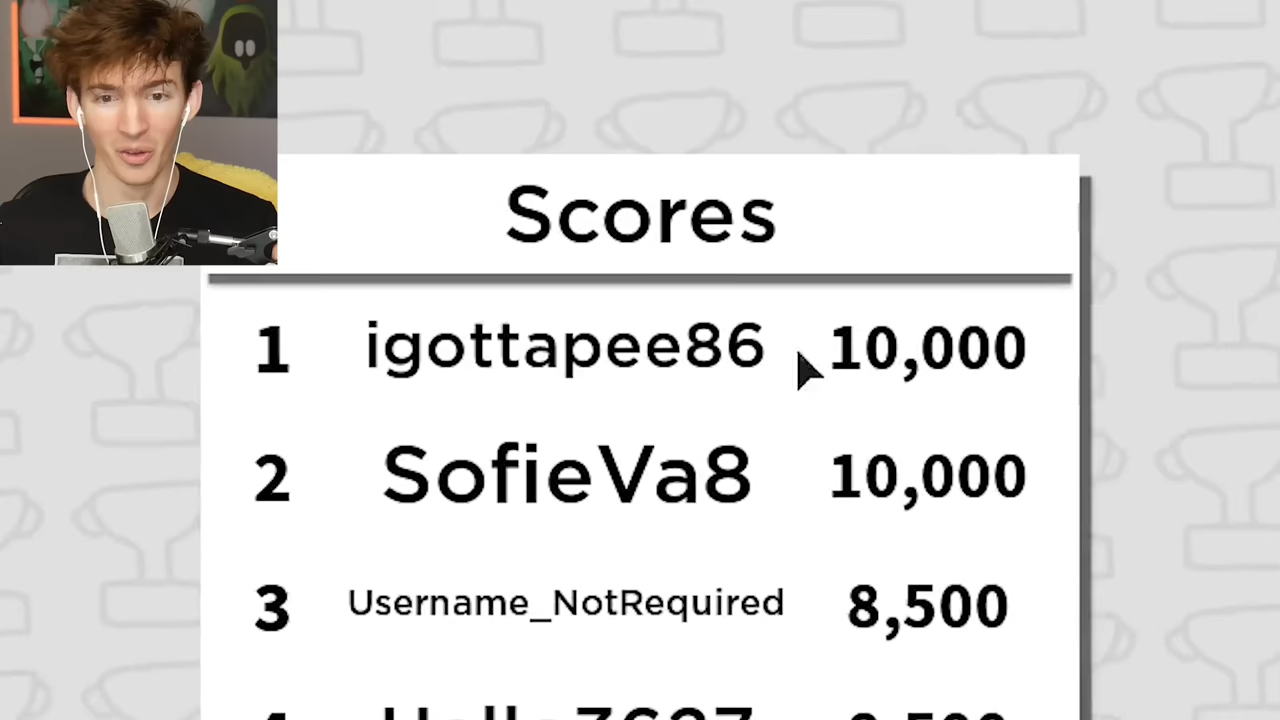 Scores
1 igottapee86 10,000
2 SofieVa8 10,000
3 Username_NotRequired 8,500